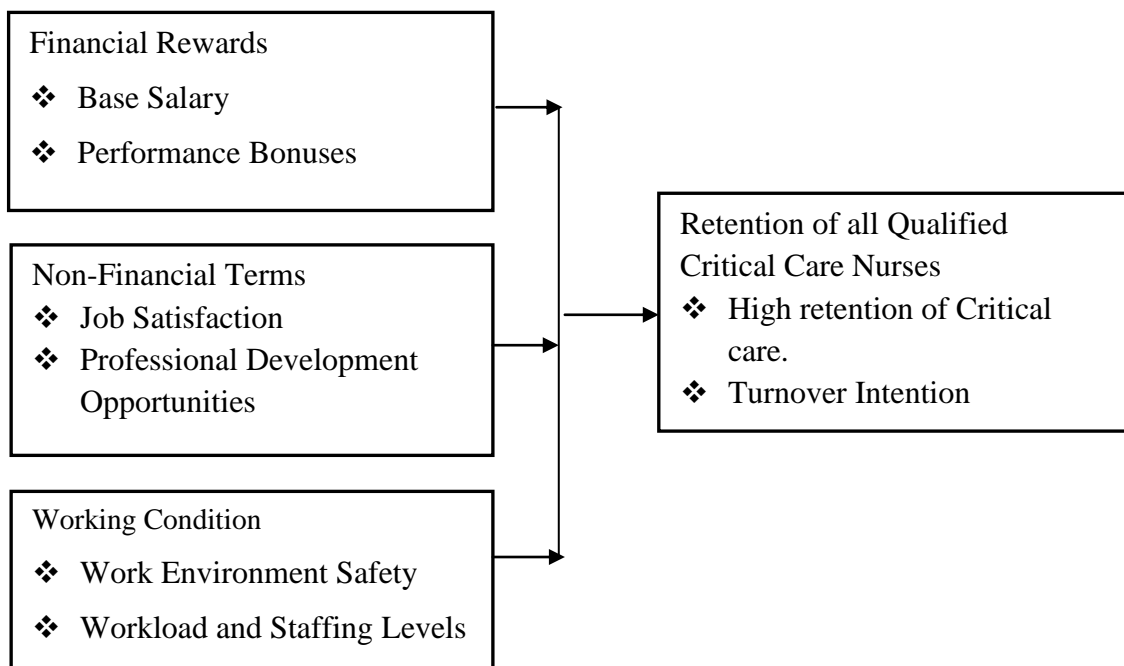 Financial Rewards
❖ Base Salary
❖ Performance Bonuses
Non-Financial Terms
❖ Job Satisfaction
❖ Professional Development
Opportunities
Working Condition
❖ Work Environment Safety
❖ Workload and Staffing Levels
Retention of all Qualified
Critical Care Nurses
❖ High retention of Critical
care.
❖ Turnover Intention